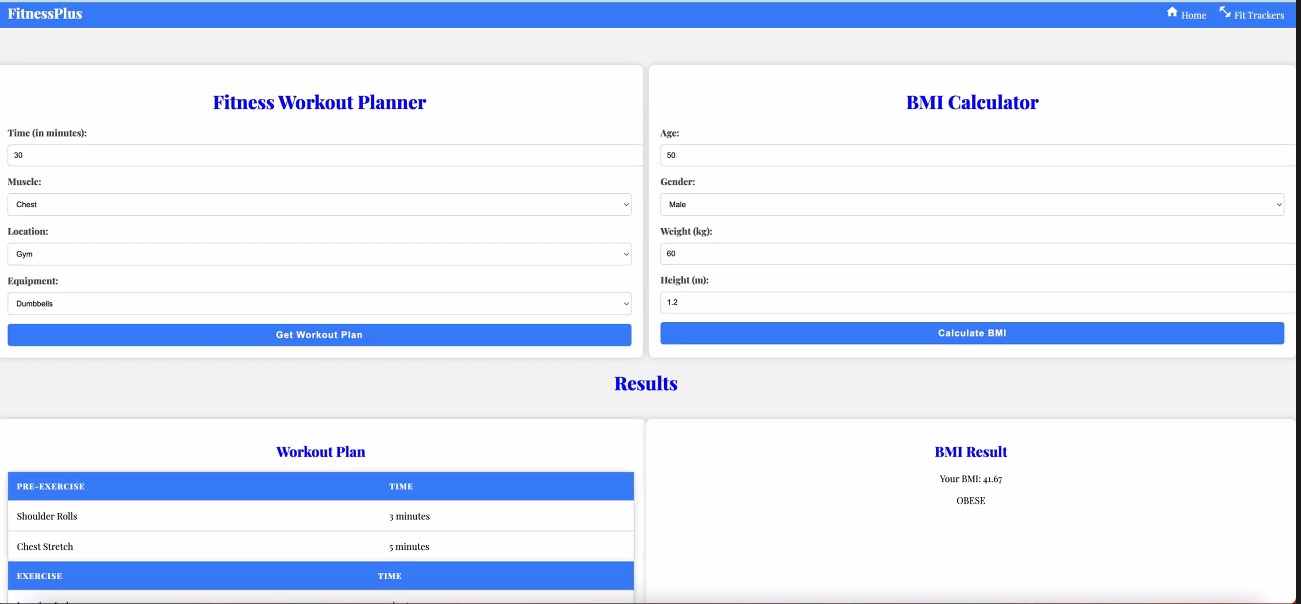 FitnessPlus
Home Fit Trackers
Fitness Workout Planner
Time (in minutes):
30
Muscle:
Chest
Location:
Gym
Equipment:
Dumbbells
Get Workout Plan
BMI Calculator
Age:
50
Gender:
Male
Weight (kg):
60
Height (m):
1.2
Calculate BMI
Results
Workout Plan
PRE-EXERCISE TIME
Shoulder Rolls 3 minutes
Chest Stretch 5 minutes
EXERCISE TIME
BMI Result
Your BMI: 41.67
OBESE